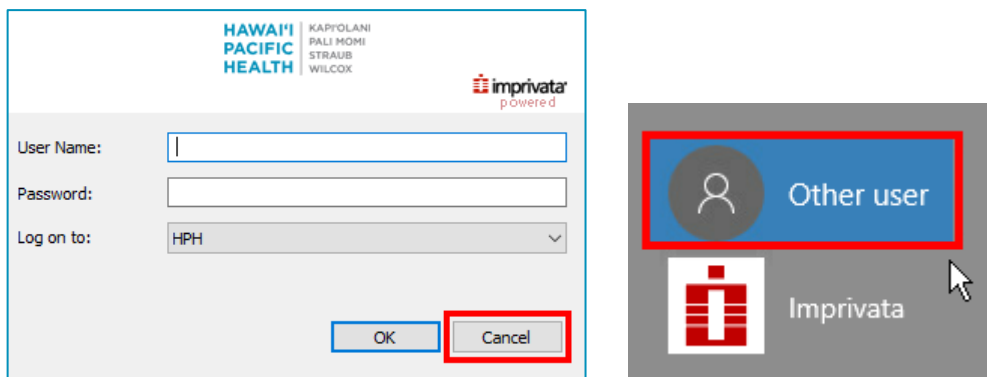 HAWAI'I
PACIFIC
HEALTH
KAPI'OLANI
PALI MOMI
STRAUB
WILCOX
imprivata
powered
User Name:
Password:
Log on to:
HPH
OK
Cancel
Other user
Imprivata